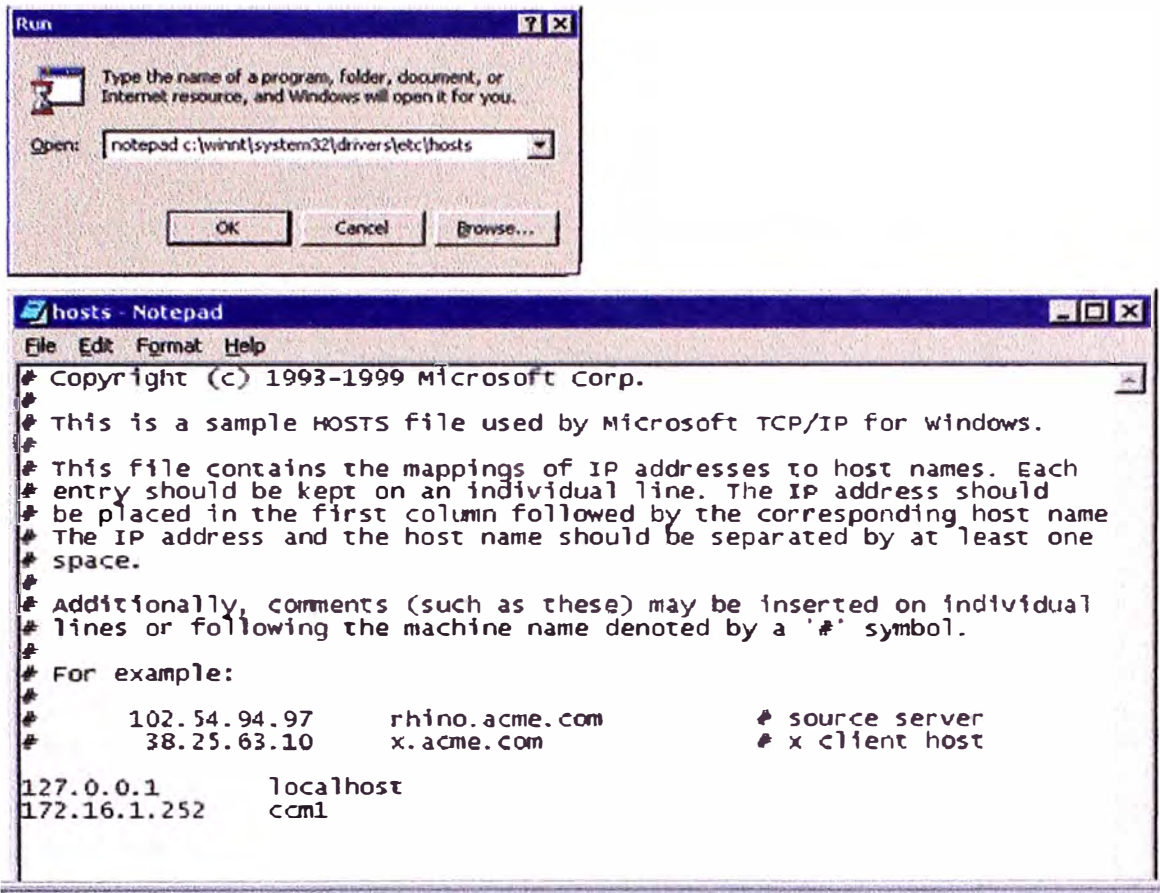 Run
Type the name of a program, folder, document, or
Internet resource, and Windows will open it for you.
Open: notepad c:\winnt\system32\drivers\etc\hosts
OK Cancel Browse...
hosts - Notepad
File Edit Format Help
# Copyright (c) 1993-1999 Microsoft Corp.
#
# This is a sample HOSTS file used by Microsoft TCP/IP for Windows.
#
# This file contains the mappings of IP addresses to host names. Each
# entry should be kept on an individual line. The IP address should
# be placed in the first column followed by the corresponding host name
# The IP address and the host name should be separated by at least one
# space.
#
# Additionally, comments (such as these) may be inserted on individual
# lines or following the machine name denoted by a '#' symbol.
#
# For example:
#
# 102.54.94.97 rhino.acme.com # source server
# 38.25.63.10 x.acme.com # x client host
127.0.0.1 localhost
172.16.1.252 ccm1